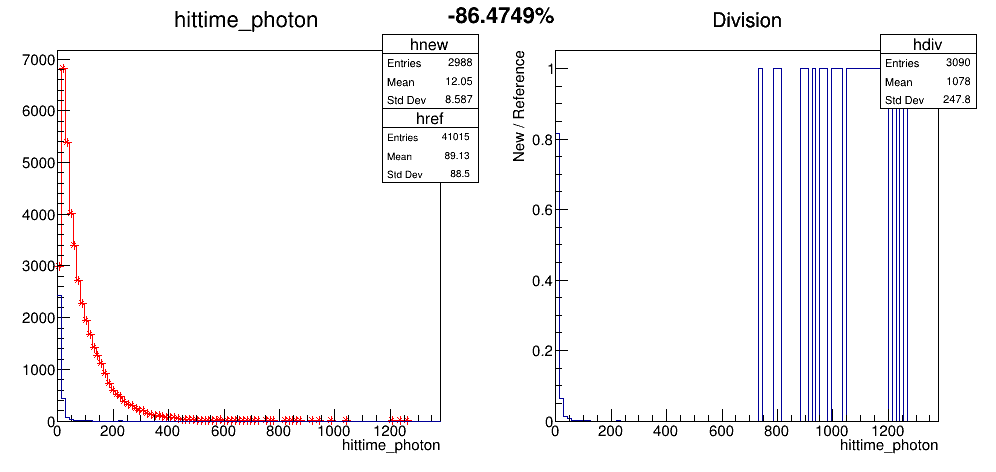 -86.4749%
hittime_photon
hnew
Entries 2988
Mean 12.05
Std Dev 8.587
href
Entries 41015
Mean 89.13
Std Dev 88.5
7000
6000
5000
4000
3000
2000
1000
0
0 200 400 600 800 1000 1200
hittime_photon
Division
hdiv
Entries 3090
Mean 1078
Std Dev 247.8
New / Reference
1
0.8
0.6
0.4
0.2
0
0 200 400 600 800 1000 1200
hittime_photon